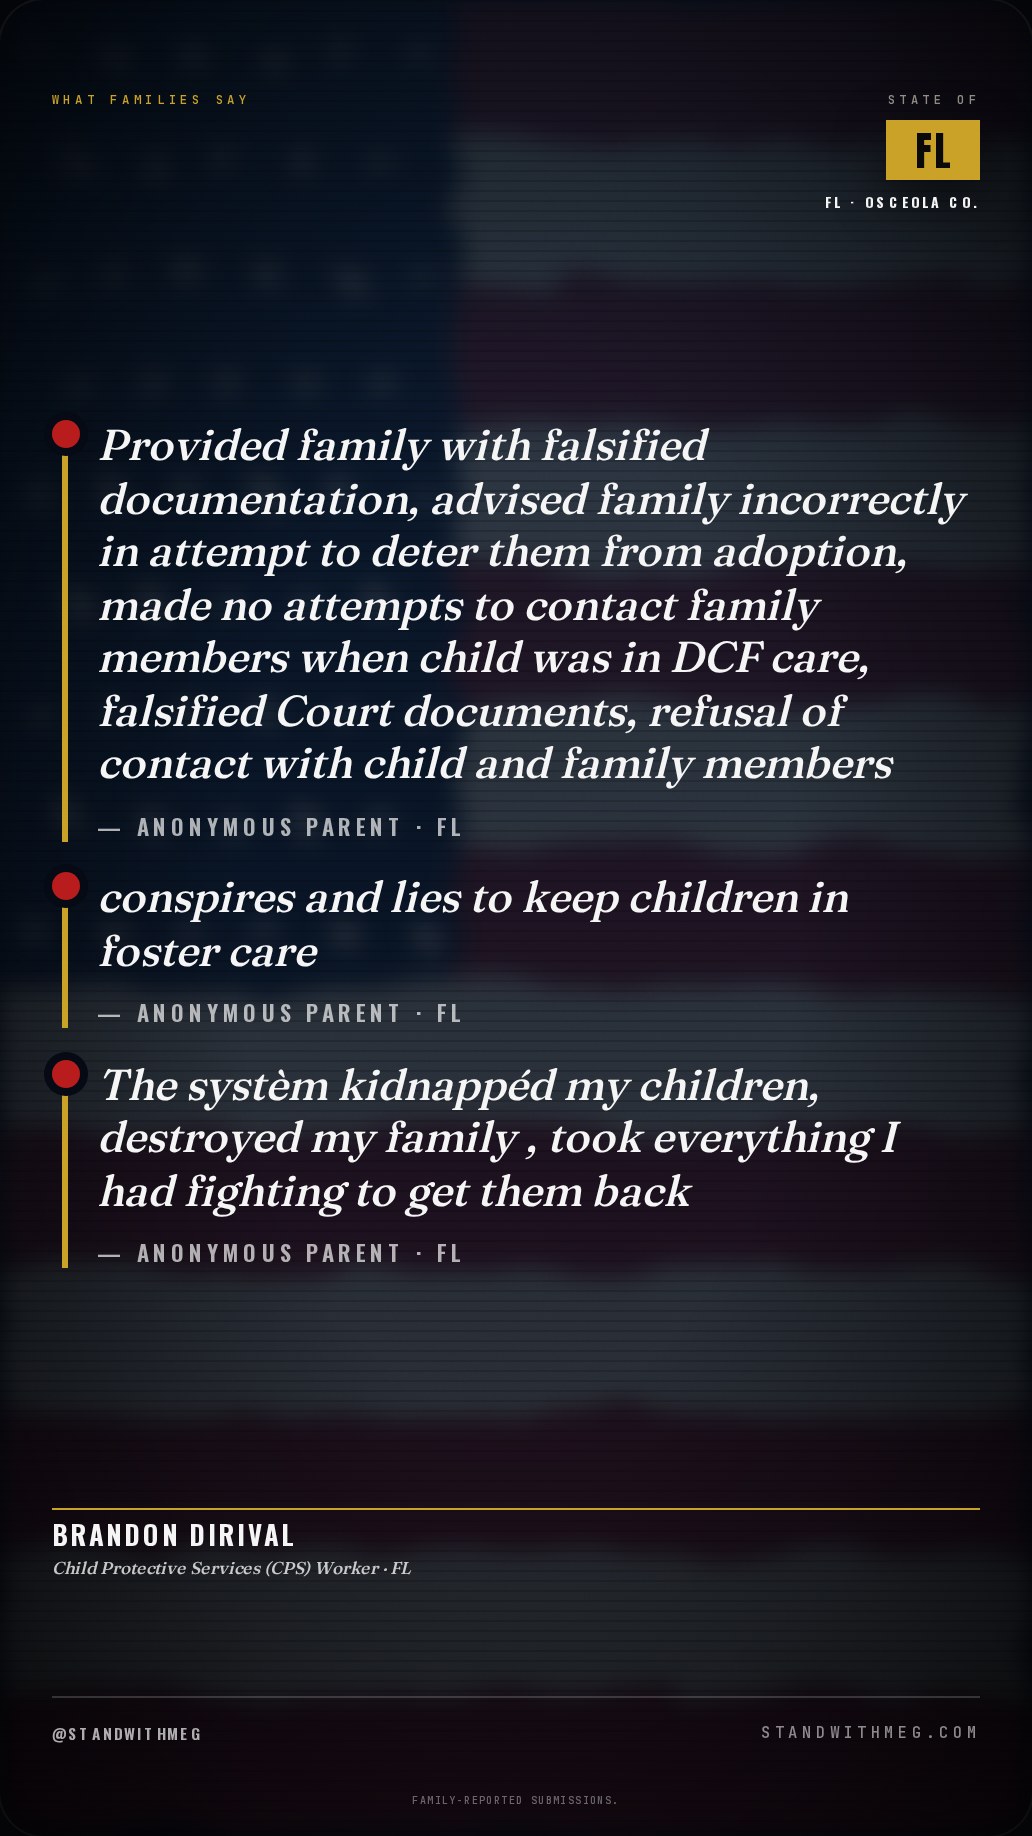 WHAT FAMILIES SAY
STATE OF
FL
FL · OSCEOLA CO.
Provided family with falsified
documentation, advised family incorrectly
in attempt to deter them from adoption,
made no attempts to contact family
members when child was in DCF care,
falsified Court documents, refusal of
contact with child and family members
— ANONYMOUS PARENT · FL
conspires and lies to keep children in
foster care
— ANONYMOUS PARENT · FL
The systèm kidnappéd my children,
destroyed my family , took everything I
had fighting to get them back
— ANONYMOUS PARENT · FL
BRANDON DIRIVAL
Child Protective Services (CPS) Worker · FL
@STANDWITHMEG
STANDWITHMEG.COM
FAMILY-REPORTED SUBMISSIONS.